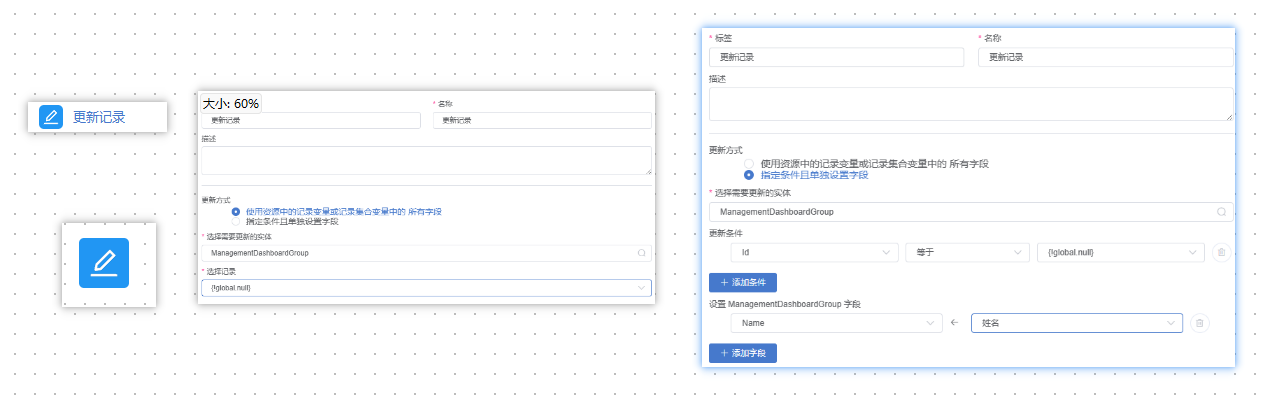 更新记录
大小: 60%
* 名称
更新记录
更新记录
描述
更新方式
使用资源中的记录变量或记录集合变量中的 所有字段
指定条件且单独设置字段
* 选择需要更新的实体
ManagementDashboardGroup
* 选择记录
{!global.null}
* 标签
* 名称
更新记录
更新记录
描述
更新方式
使用资源中的记录变量或记录集合变量中的 所有字段
指定条件且单独设置字段
* 选择需要更新的实体
ManagementDashboardGroup
更新条件
Id
等于
{!global.null}
+ 添加条件
设置 ManagementDashboardGroup 字段
Name
←
姓名
+ 添加字段